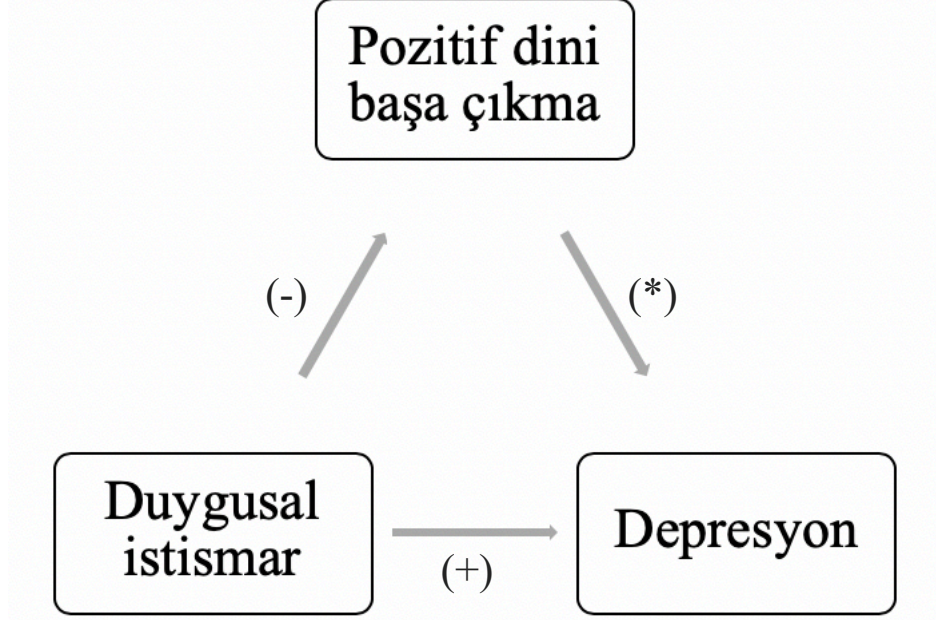 Pozitif dini
başa çıkma
(-)
(*)
Duygusal
istismar
(+)
Depresyon